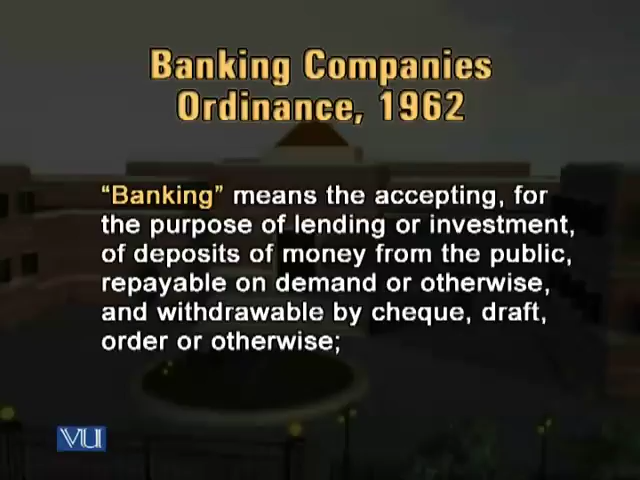 Banking Companies
Ordinance, 1962
“Banking” means the accepting, for
the purpose of lending or investment,
of deposits of money from the public,
repayable on demand or otherwise,
and withdrawable by cheque, draft,
order or otherwise;
VU